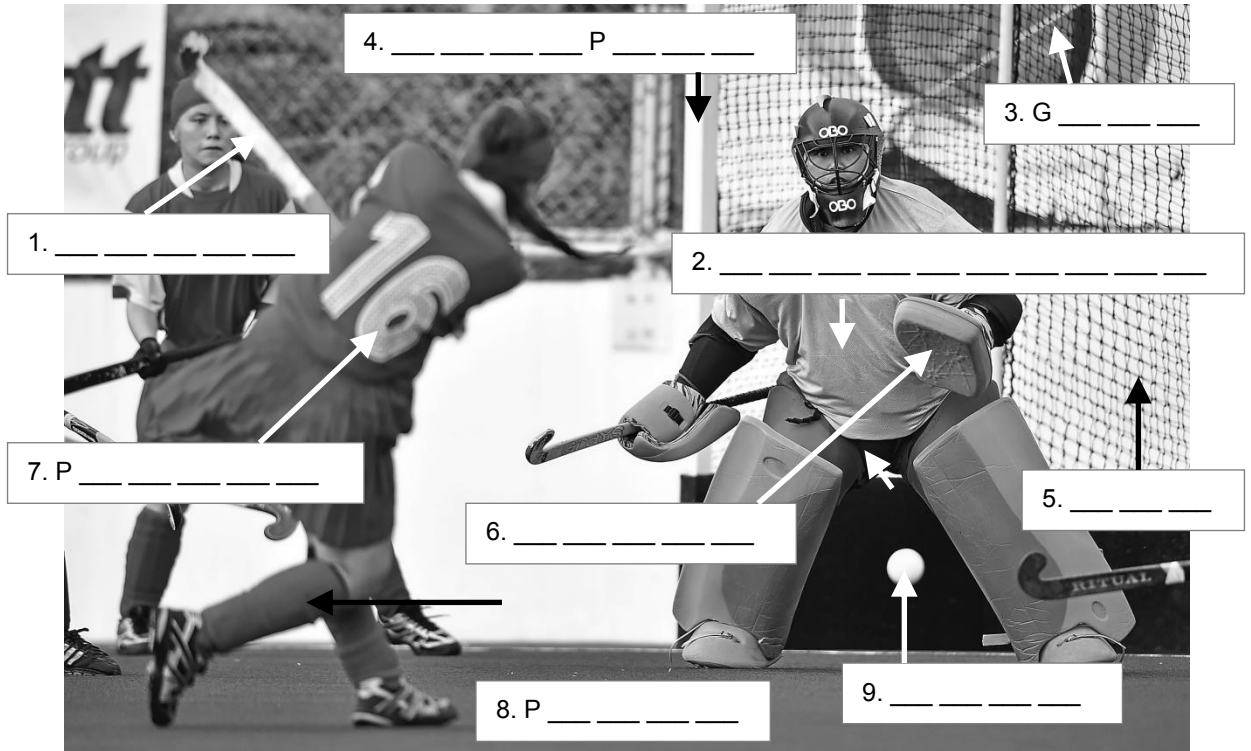 4. ___ ___ ___ ___ P ___ ___ ___
3. G ___ ___ ___
tt
roup
OBO
OBO
1. ___ ___ ___ ___ ___
16
2. ___ ___ ___ ___ ___ ___ ___ ___ ___ ___
7. P ___ ___ ___ ___ ___
5. ___ ___ ___
6. ___ ___ ___ ___ ___
RITUAL
8. P ___ ___ ___ ___
9. ___ ___ ___ ___